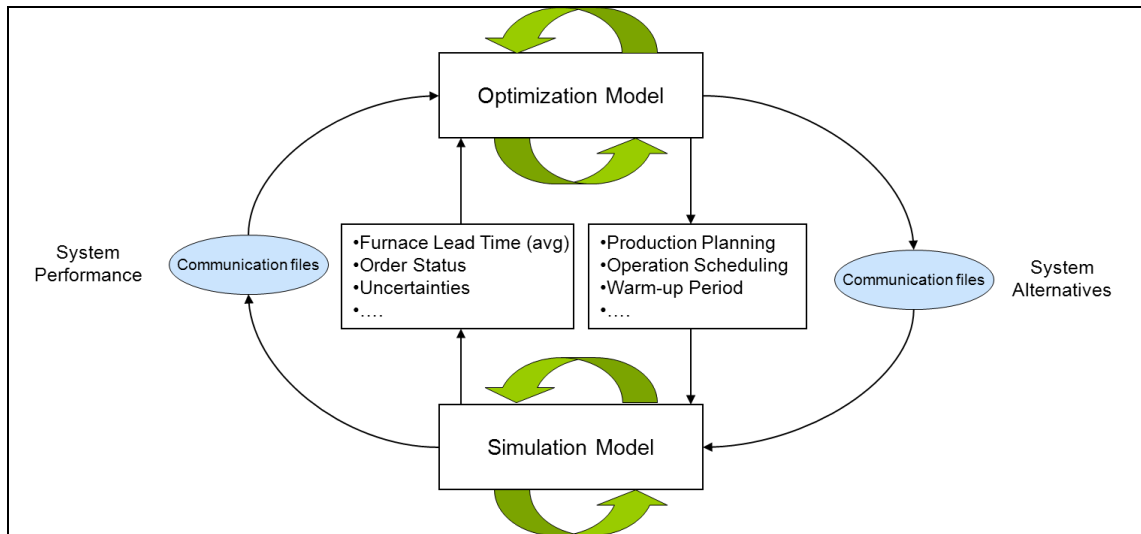 Optimization Model
System
Performance
Communication files
•Furnace Lead Time (avg)
•Order Status
•Uncertainties
•….
•Production Planning
•Operation Scheduling
•Warm-up Period
•….
Communication files
System
Alternatives
Simulation Model